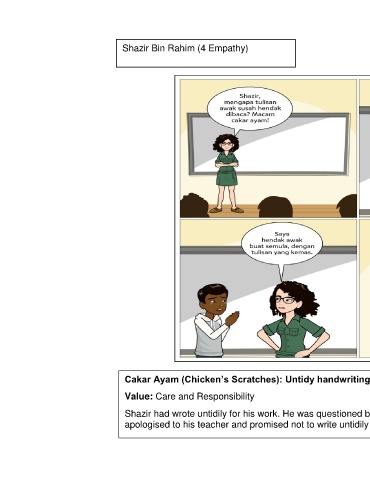 Shazir Bin Rahim (4 Empathy)
Shazir,
mengapa tulisan
awak susah hendak
dibaca? Macam
cakar ayam!
Saya
hendak awak
buat semula, dengan
tulisan yang kemas.
Cakar Ayam (Chicken's Scratches): Untidy handwriting
Value: Care and Responsibility
Shazir had wrote untidily for his work. He was questioned b
apologised to his teacher and promised not to write untidily